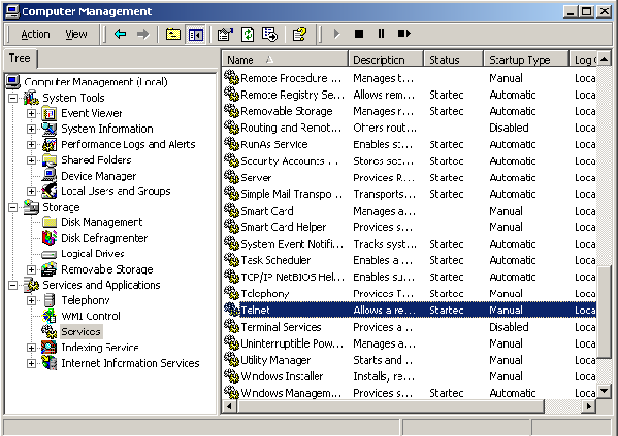 Computer Management
Action View
Tree
Name Description Status Startup Type Log
Computer Management (Local)
System Tools
Event Viewer
System Information
Performance Logs and Alerts
Shared Folders
Device Manager
Local Users and Groups
Storage
Disk Management
Disk Defragmenter
Logical Drives
Removable Storage
Services and Applications
Telephony
WMI Control
Services
Indexing Service
Internet Information Services
Remote Procedure ... Manages t... Manual Loca
Remote Registry Se... Allows rem... Started Automatic Loca
Removable Storage Manages r... Started Automatic Loca
Routing and Remot... Offers rout... Disabled Loca
RunAs Service Enables st... Started Automatic Loca
Security Accounts ... Stores sec... Started Automatic Loca
Server Provides R... Started Automatic Loca
Simple Mail Transpo... Transports... Started Automatic Loca
Smart Card Manages a... Manual Loca
Smart Card Helper Provides s... Manual Loca
System Event Notifi... Tracks syst... Started Automatic Loca
Task Scheduler Enables a ... Started Automatic Loca
TCP/IP NetBIOS Hel... Enables su... Started Automatic Loca
Telephony Provides T... Started Manual Loca
Telnet Allows a re... Started Manual Loca
Terminal Services Provides a ... Disabled Loca
Uninterruptible Pow... Manages a... Manual Loca
Utility Manager Starts and ... Manual Loca
Windows Installer Installs, re... Manual Loca
Windows Managem... Provides s... Started Automatic Loca